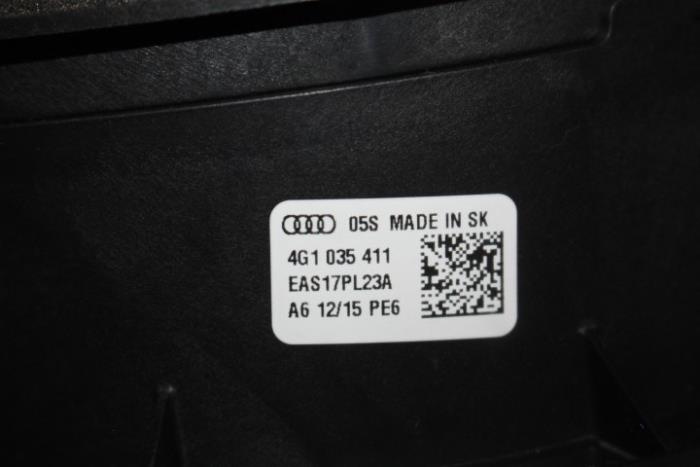 05S MADE IN SK
4G1 035 411
EAS17PL23A
A6 12/15 PE6